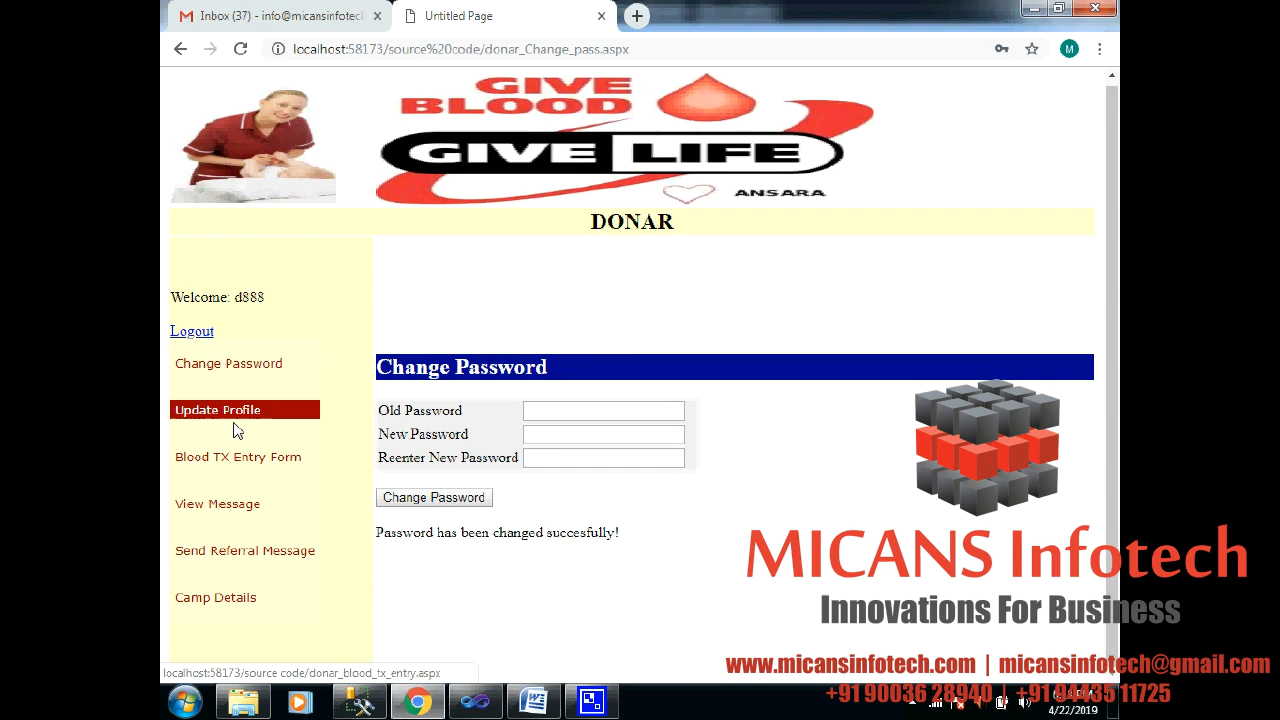 Inbox (37) - info@micansinfotec
Untitled Page
localhost:58173/source%20code/donar_Change_pass.aspx
M
GIVE
BLOOD
GIVE LIFE
ANSARA
DONAR
Welcome: d888
Logout
Change Password
Update Profile
Blood TX Entry Form
View Message
Send Referral Message
Camp Details
Change Password
Old Password
New Password
Reenter New Password
Change Password
Password has been changed succesfully!
MICANS Infotech
Innovations For Business
www.micansinfotech.com | micansinfotech@gmail.com
+91 90036 28940 | +91 94435 11725
localhost:58173/source code/donar_blood_tx_entry.aspx
4/22/2019